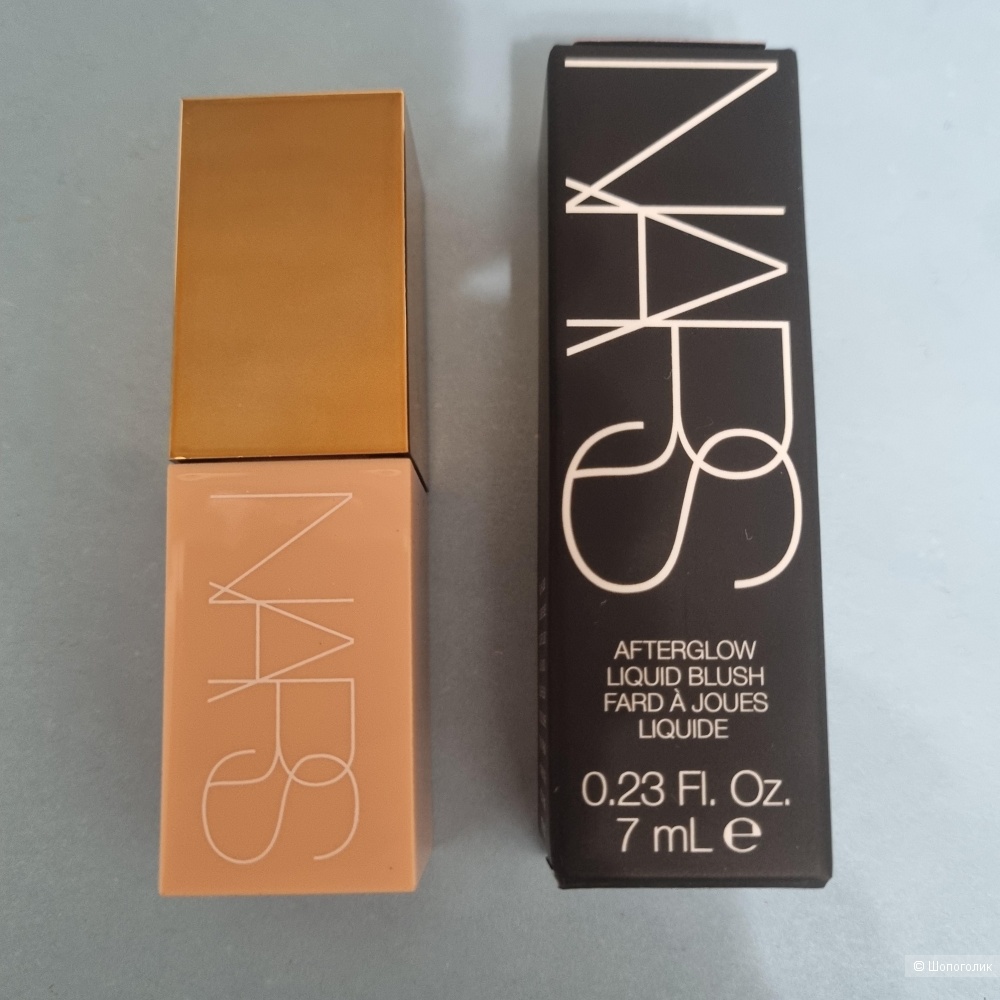 NARS
NARS
AFTERGLOW
LIQUID BLUSH
FARD À JOUES
LIQUIDE
0.23 Fl. Oz.
7 mL ℮
© Шопоголик